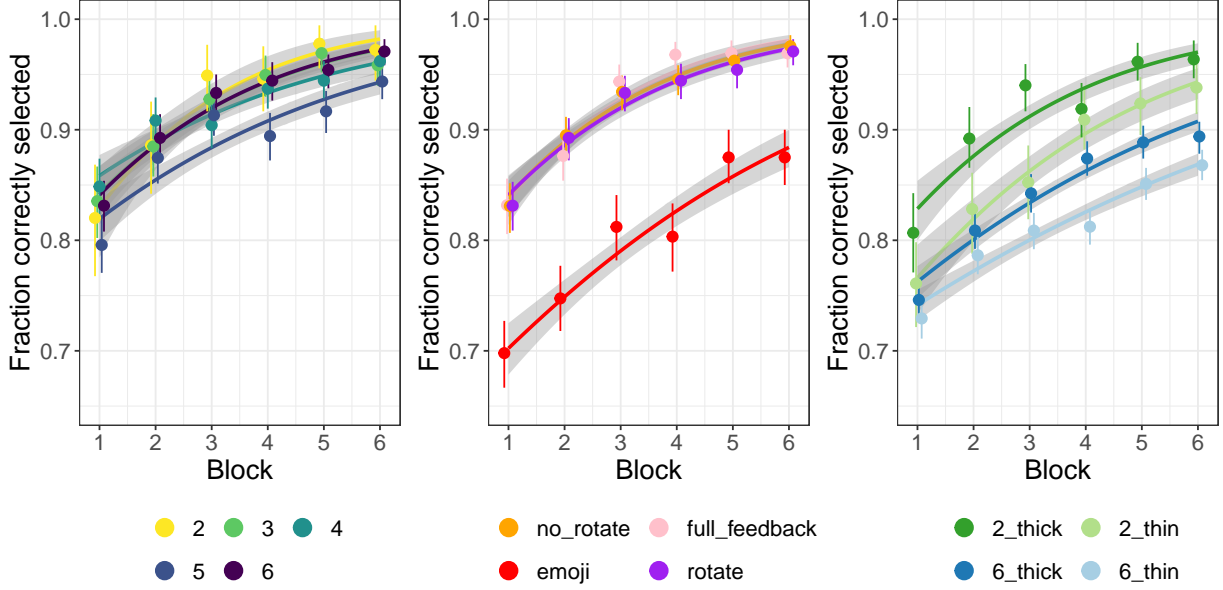 Fraction correctly selected
1.0
0.9
0.8
0.7
1 2 3 4 5 6
Block
2 3 4
5 6
Fraction correctly selected
1.0
0.9
0.8
0.7
1 2 3 4 5 6
Block
no_rotate full_feedback
emoji rotate
Fraction correctly selected
1.0
0.9
0.8
0.7
1 2 3 4 5 6
Block
2_thick 2_thin
6_thick 6_thin